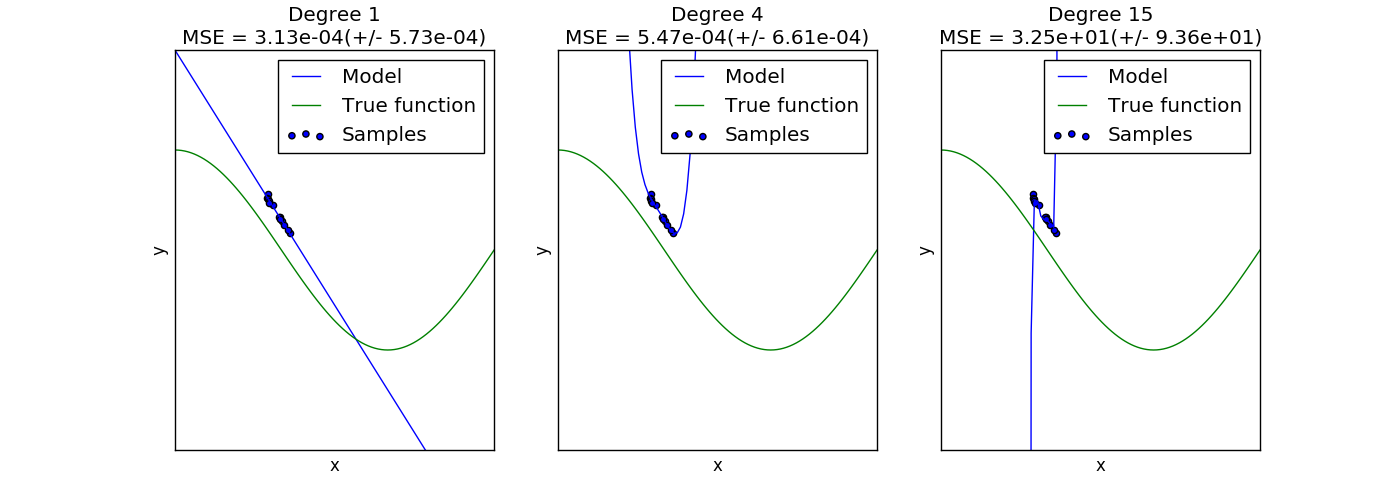 Degree 1
MSE = 3.13e-04(+/- 5.73e-04)
Model
True function
Samples
y
x
Degree 4
MSE = 5.47e-04(+/- 6.61e-04)
Model
True function
Samples
y
x
Degree 15
MSE = 3.25e+01(+/- 9.36e+01)
Model
True function
Samples
y
x